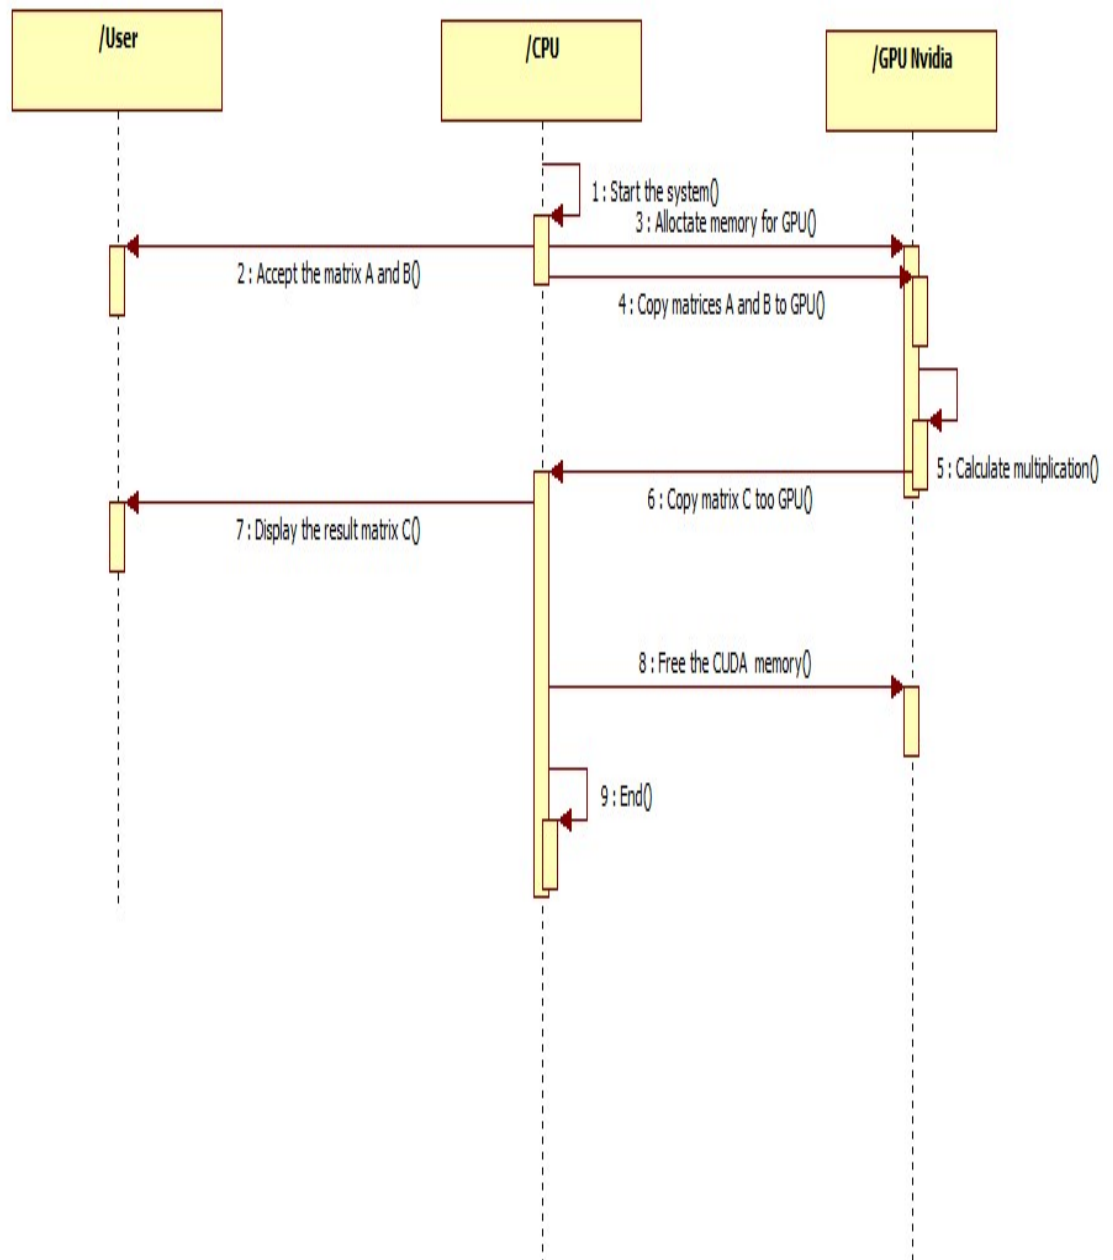 /User
/CPU
/GPU Nvidia
1 : Start the system()
3 : Alloctate memory for GPU()
2 : Accept the matrix A and B()
4 : Copy matrices A and B to GPU()
5 : Calculate multiplication()
6 : Copy matrix C too GPU()
7 : Display the result matrix C()
8 : Free the CUDA memory()
9 : End()